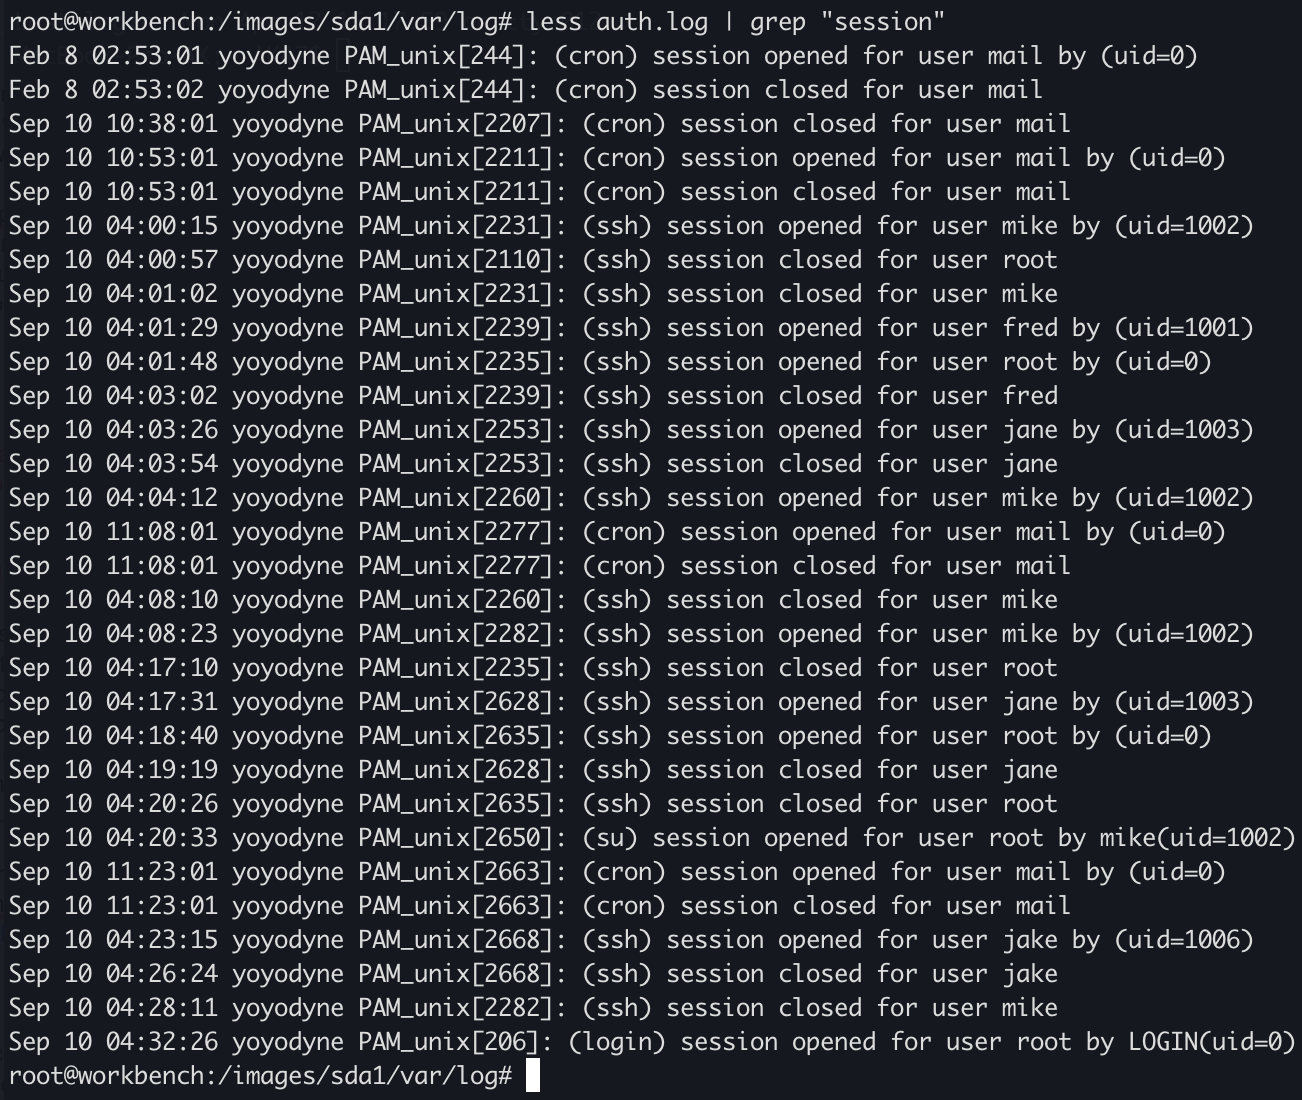 root@workbench:/images/sda1/var/log# less auth.log | grep "session"
Feb 8 02:53:01 yoyodyne PAM_unix[244]: (cron) session opened for user mail by (uid=0)
Feb 8 02:53:02 yoyodyne PAM_unix[244]: (cron) session closed for user mail
Sep 10 10:38:01 yoyodyne PAM_unix[2207]: (cron) session closed for user mail
Sep 10 10:53:01 yoyodyne PAM_unix[2211]: (cron) session opened for user mail by (uid=0)
Sep 10 10:53:01 yoyodyne PAM_unix[2211]: (cron) session closed for user mail
Sep 10 04:00:15 yoyodyne PAM_unix[2231]: (ssh) session opened for user mike by (uid=1002)
Sep 10 04:00:57 yoyodyne PAM_unix[2110]: (ssh) session closed for user root
Sep 10 04:01:02 yoyodyne PAM_unix[2231]: (ssh) session closed for user mike
Sep 10 04:01:29 yoyodyne PAM_unix[2239]: (ssh) session opened for user fred by (uid=1001)
Sep 10 04:01:48 yoyodyne PAM_unix[2235]: (ssh) session opened for user root by (uid=0)
Sep 10 04:03:02 yoyodyne PAM_unix[2239]: (ssh) session closed for user fred
Sep 10 04:03:26 yoyodyne PAM_unix[2253]: (ssh) session opened for user jane by (uid=1003)
Sep 10 04:03:54 yoyodyne PAM_unix[2253]: (ssh) session closed for user jane
Sep 10 04:04:12 yoyodyne PAM_unix[2260]: (ssh) session opened for user mike by (uid=1002)
Sep 10 11:08:01 yoyodyne PAM_unix[2277]: (cron) session opened for user mail by (uid=0)
Sep 10 11:08:01 yoyodyne PAM_unix[2277]: (cron) session closed for user mail
Sep 10 04:08:10 yoyodyne PAM_unix[2260]: (ssh) session closed for user mike
Sep 10 04:08:23 yoyodyne PAM_unix[2282]: (ssh) session opened for user mike by (uid=1002)
Sep 10 04:17:10 yoyodyne PAM_unix[2235]: (ssh) session closed for user root
Sep 10 04:17:31 yoyodyne PAM_unix[2628]: (ssh) session opened for user jane by (uid=1003)
Sep 10 04:18:40 yoyodyne PAM_unix[2635]: (ssh) session opened for user root by (uid=0)
Sep 10 04:19:19 yoyodyne PAM_unix[2628]: (ssh) session closed for user jane
Sep 10 04:20:26 yoyodyne PAM_unix[2635]: (ssh) session closed for user root
Sep 10 04:20:33 yoyodyne PAM_unix[2650]: (su) session opened for user root by mike(uid=1002)
Sep 10 11:23:01 yoyodyne PAM_unix[2663]: (cron) session opened for user mail by (uid=0)
Sep 10 11:23:01 yoyodyne PAM_unix[2663]: (cron) session closed for user mail
Sep 10 04:23:15 yoyodyne PAM_unix[2668]: (ssh) session opened for user jake by (uid=1006)
Sep 10 04:26:24 yoyodyne PAM_unix[2668]: (ssh) session closed for user jake
Sep 10 04:28:11 yoyodyne PAM_unix[2282]: (ssh) session closed for user mike
Sep 10 04:32:26 yoyodyne PAM_unix[206]: (login) session opened for user root by LOGIN(uid=0)
root@workbench:/images/sda1/var/log#